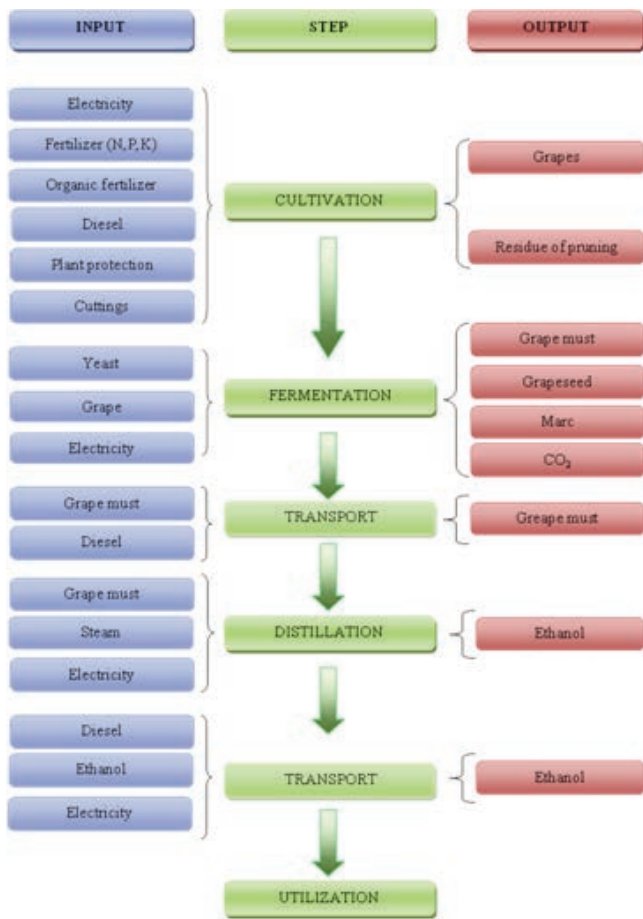 INPUT
STEP
OUTPUT
Electricity
Fertilizer (N, P, K)
Organic fertilizer
Diesel
Plant protection
Cuttings
CULTIVATION
Grapes
Residue of pruning
Yeast
Grape
Electricity
FERMENTATION
Grape must
Grapeseed
Marc
CO₂
Grape must
Diesel
TRANSPORT
Greape must
Grape must
Steam
Electricity
DISTILLATION
Ethanol
Diesel
Ethanol
Electricity
TRANSPORT
Ethanol
UTILIZATION